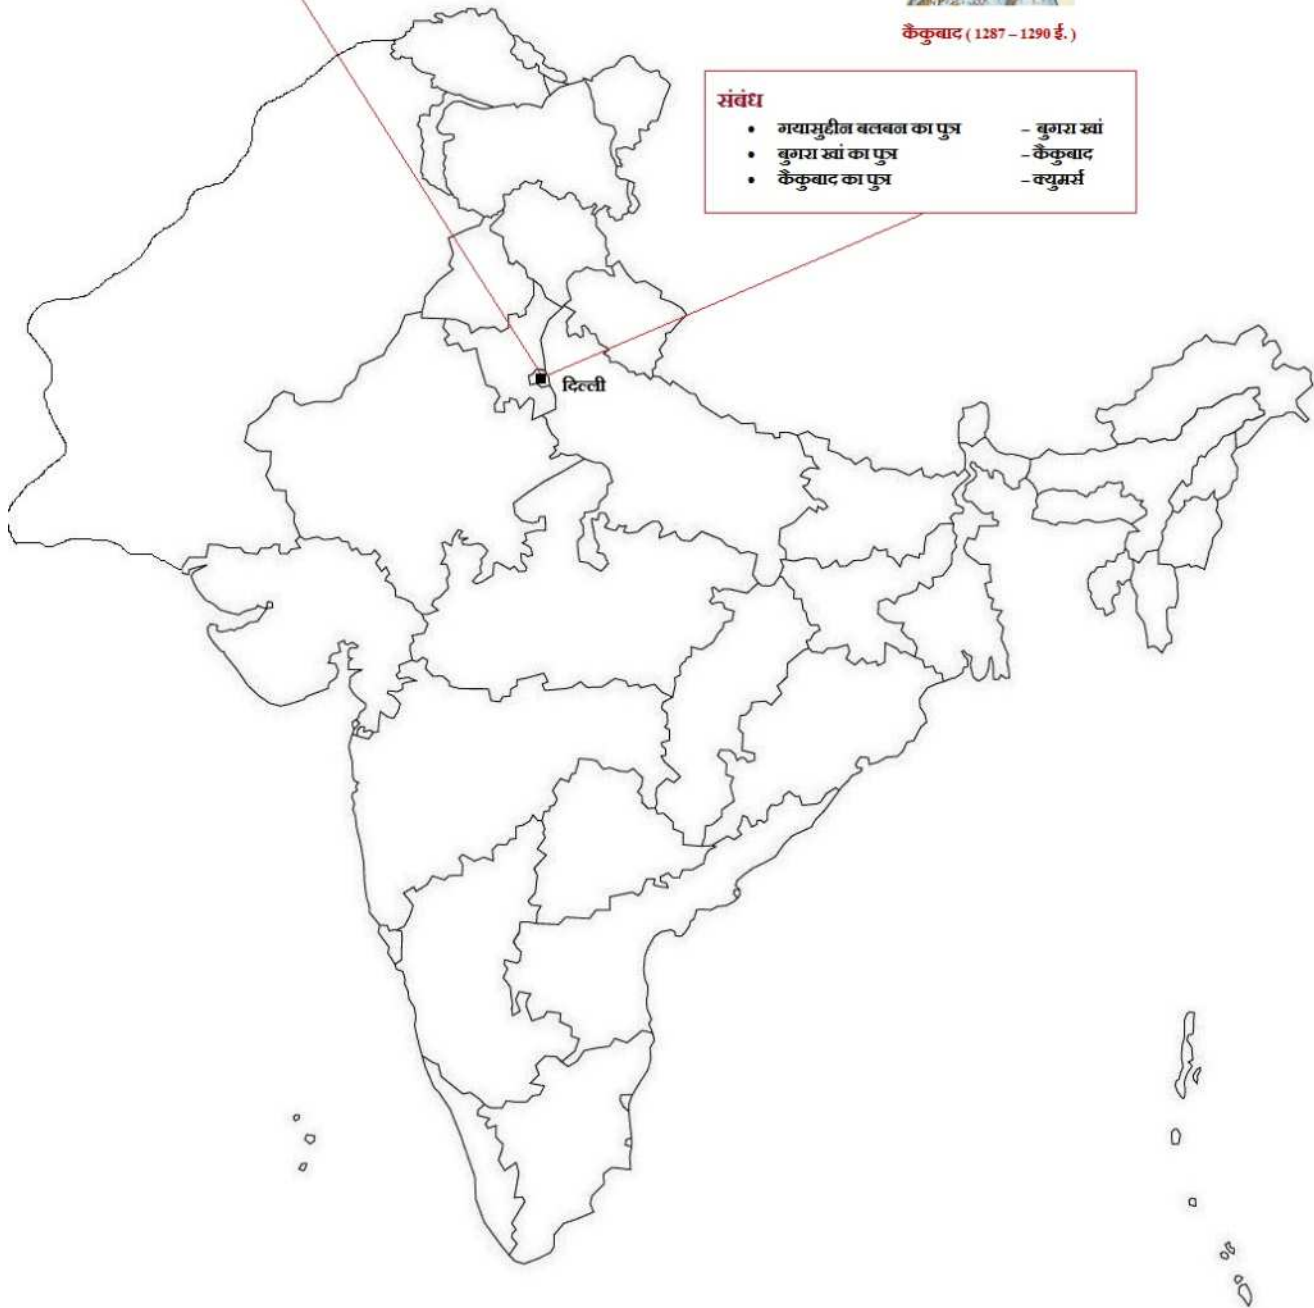 कैकुबाद ( 1287 – 1290 ई. )
संबंध
• गयासुद्दीन बलबन का पुत्र – बुगरा खां
• बुगरा खां का पुत्र – कैकुबाद
• कैकुबाद का पुत्र – क्युमर्स
दिल्ली